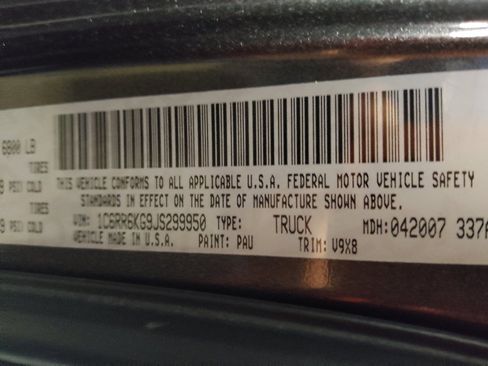 6800 LB
TIRES
PSI COLD
TIRES
PSI COLD
THIS VEHICLE CONFORMS TO ALL APPLICABLE U.S.A. FEDERAL MOTOR VEHICLE SAFETY
STANDARDS IN EFFECT ON THE DATE OF MANUFACTURE SHOWN ABOVE.
VIN: 1C6RR6KG9JS299950 TYPE: TRUCK MDH: 042007 337A
VEHICLE MADE IN U.S.A. PAINT: PAU TRIM: V9X8